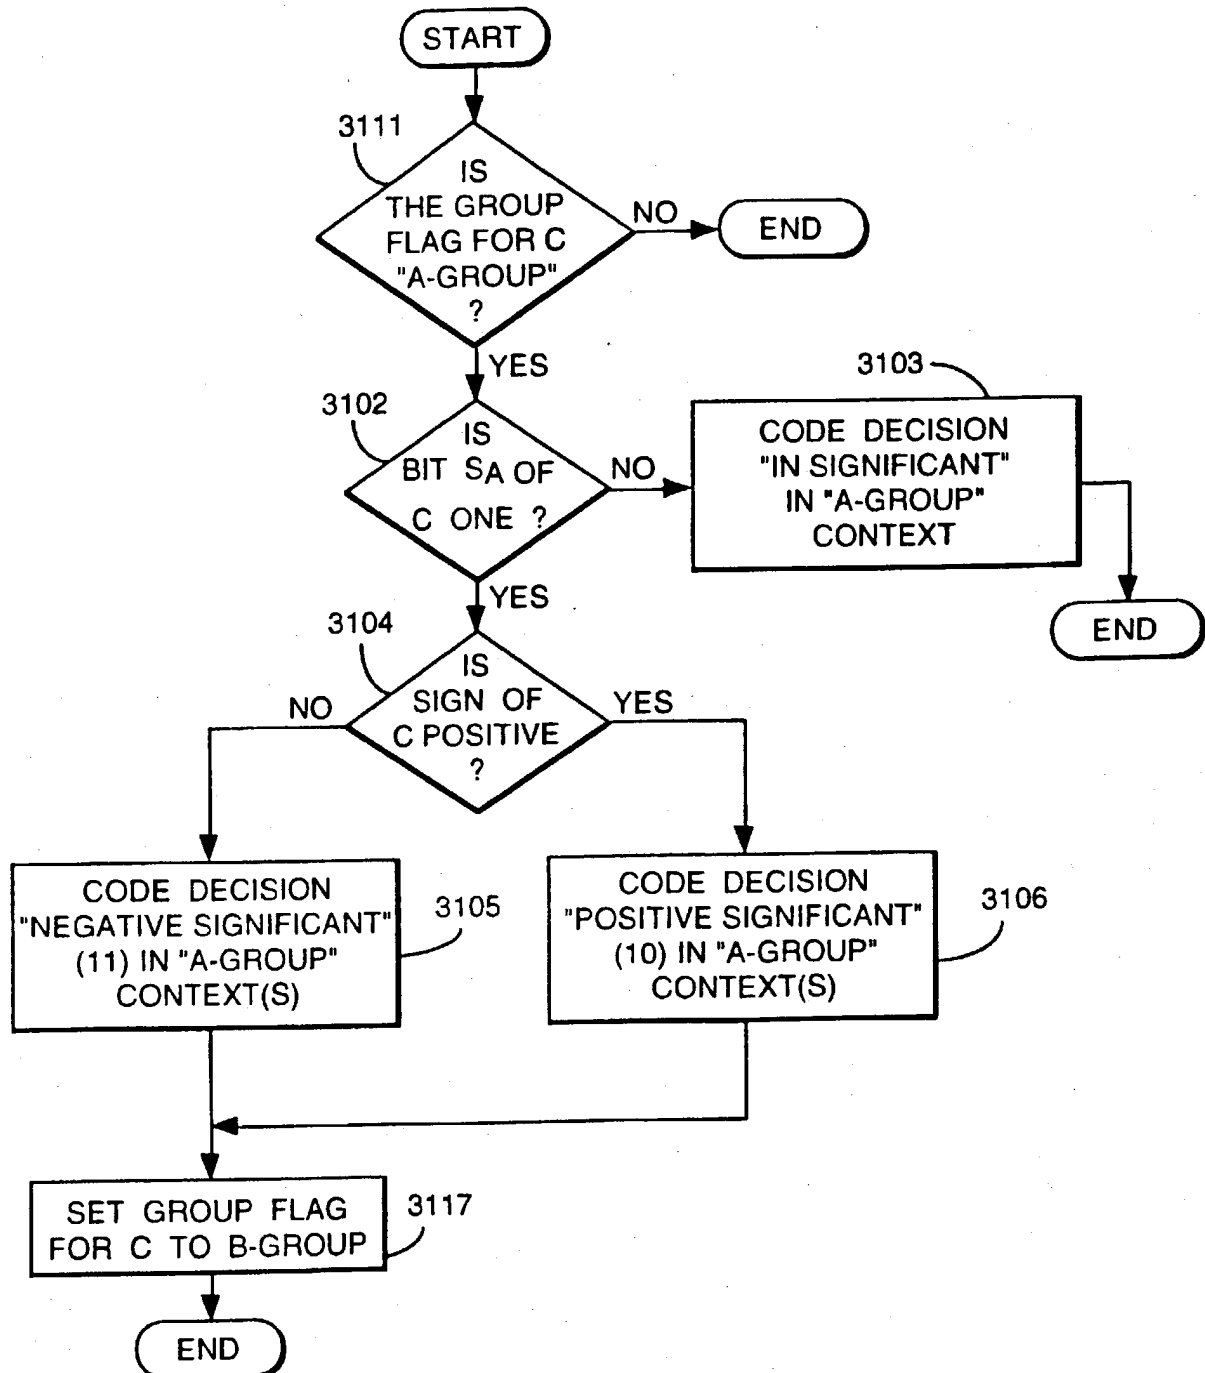 START
3111
IS
THE GROUP
FLAG FOR C
"A-GROUP"
?
NO
END
YES
3102
IS
BIT SA OF
C ONE ?
NO
3103
CODE DECISION
"IN SIGNIFICANT"
IN "A-GROUP"
CONTEXT
END
YES
3104
IS
SIGN OF
C POSITIVE
?
NO
YES
CODE DECISION
"NEGATIVE SIGNIFICANT"
(11) IN "A-GROUP"
CONTEXT(S)
3105
CODE DECISION
"POSITIVE SIGNIFICANT"
(10) IN "A-GROUP"
CONTEXT(S)
3106
SET GROUP FLAG
FOR C TO B-GROUP
3117
END